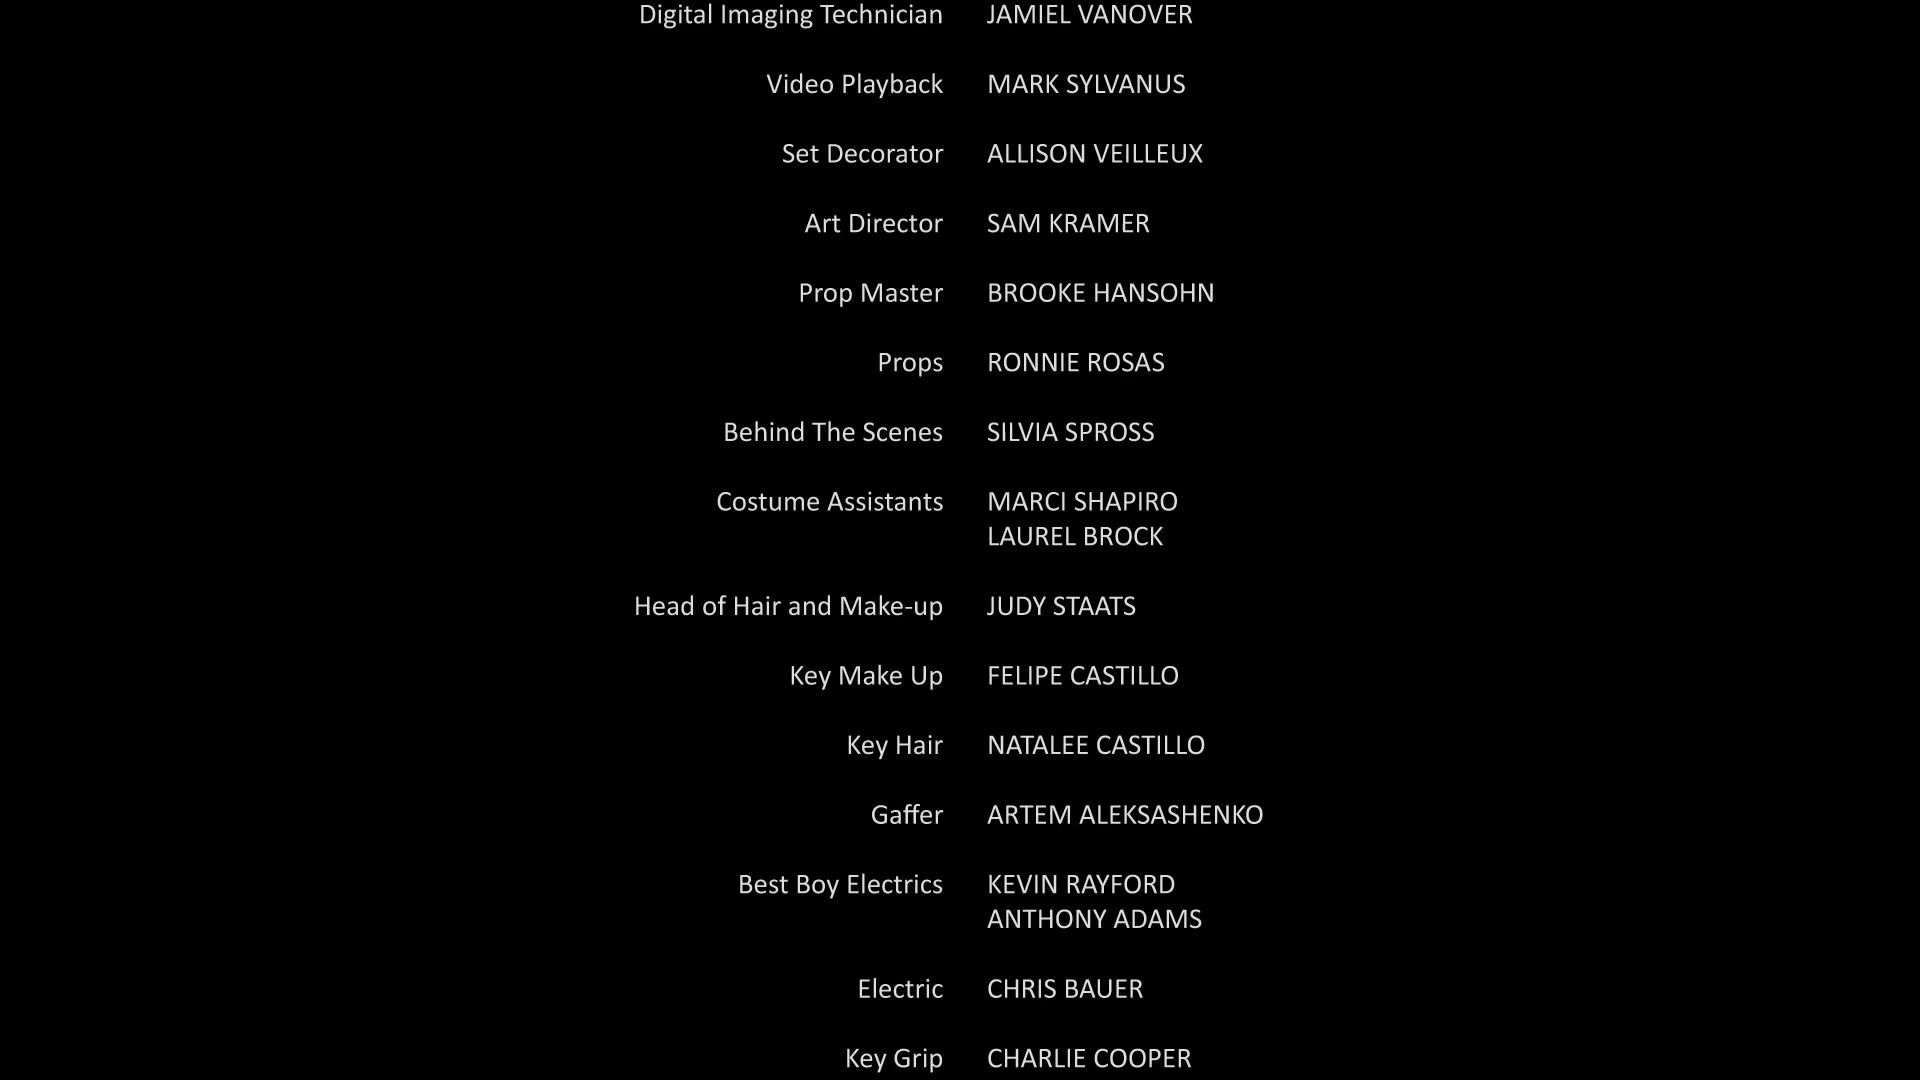 Digital Imaging Technician JAMIEL VANOVER
Video Playback MARK SYLVANUS
Set Decorator ALLISON VEILLEUX
Art Director SAM KRAMER
Prop Master BROOKE HANSOHN
Props RONNIE ROSAS
Behind The Scenes SILVIA SPROSS
Costume Assistants MARCI SHAPIRO
LAUREL BROCK
Head of Hair and Make-up JUDY STAATS
Key Make Up FELIPE CASTILLO
Key Hair NATALEE CASTILLO
Gaffer ARTEM ALEKSASHENKO
Best Boy Electrics KEVIN RAYFORD
ANTHONY ADAMS
Electric CHRIS BAUER
Key Grip CHARLIE COOPER